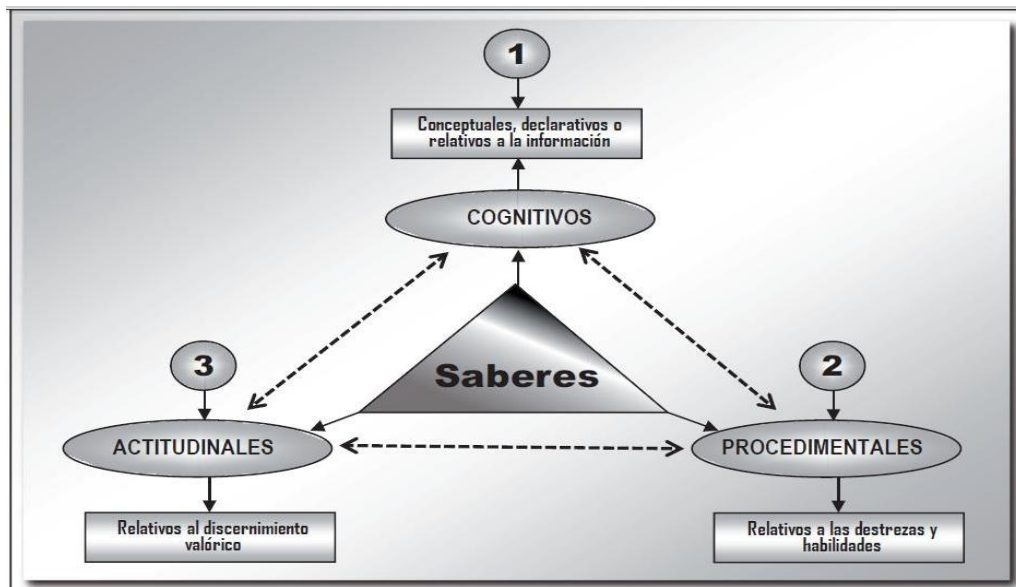 1
Conceptuales, declarativos o
relativos a la información
COGNITIVOS
Saberes
3
2
ACTITUDINALES
PROCEDIMENTALES
Relativos al discernimiento
valórico
Relativos a las destrezas y
habilidades